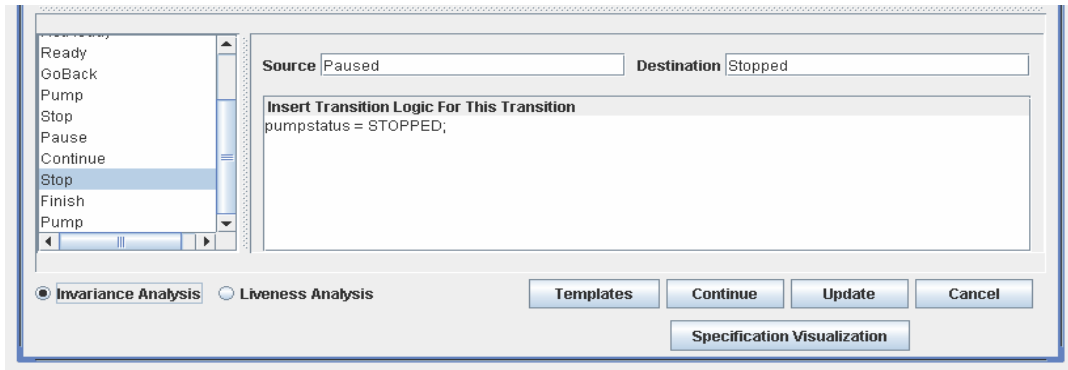 Ready
GoBack
Pump
Stop
Pause
Continue
Stop
Finish
Pump
Source Paused Destination Stopped
Insert Transition Logic For This Transition
pumpstatus = STOPPED;
Invariance Analysis Liveness Analysis Templates Continue Update Cancel
Specification Visualization